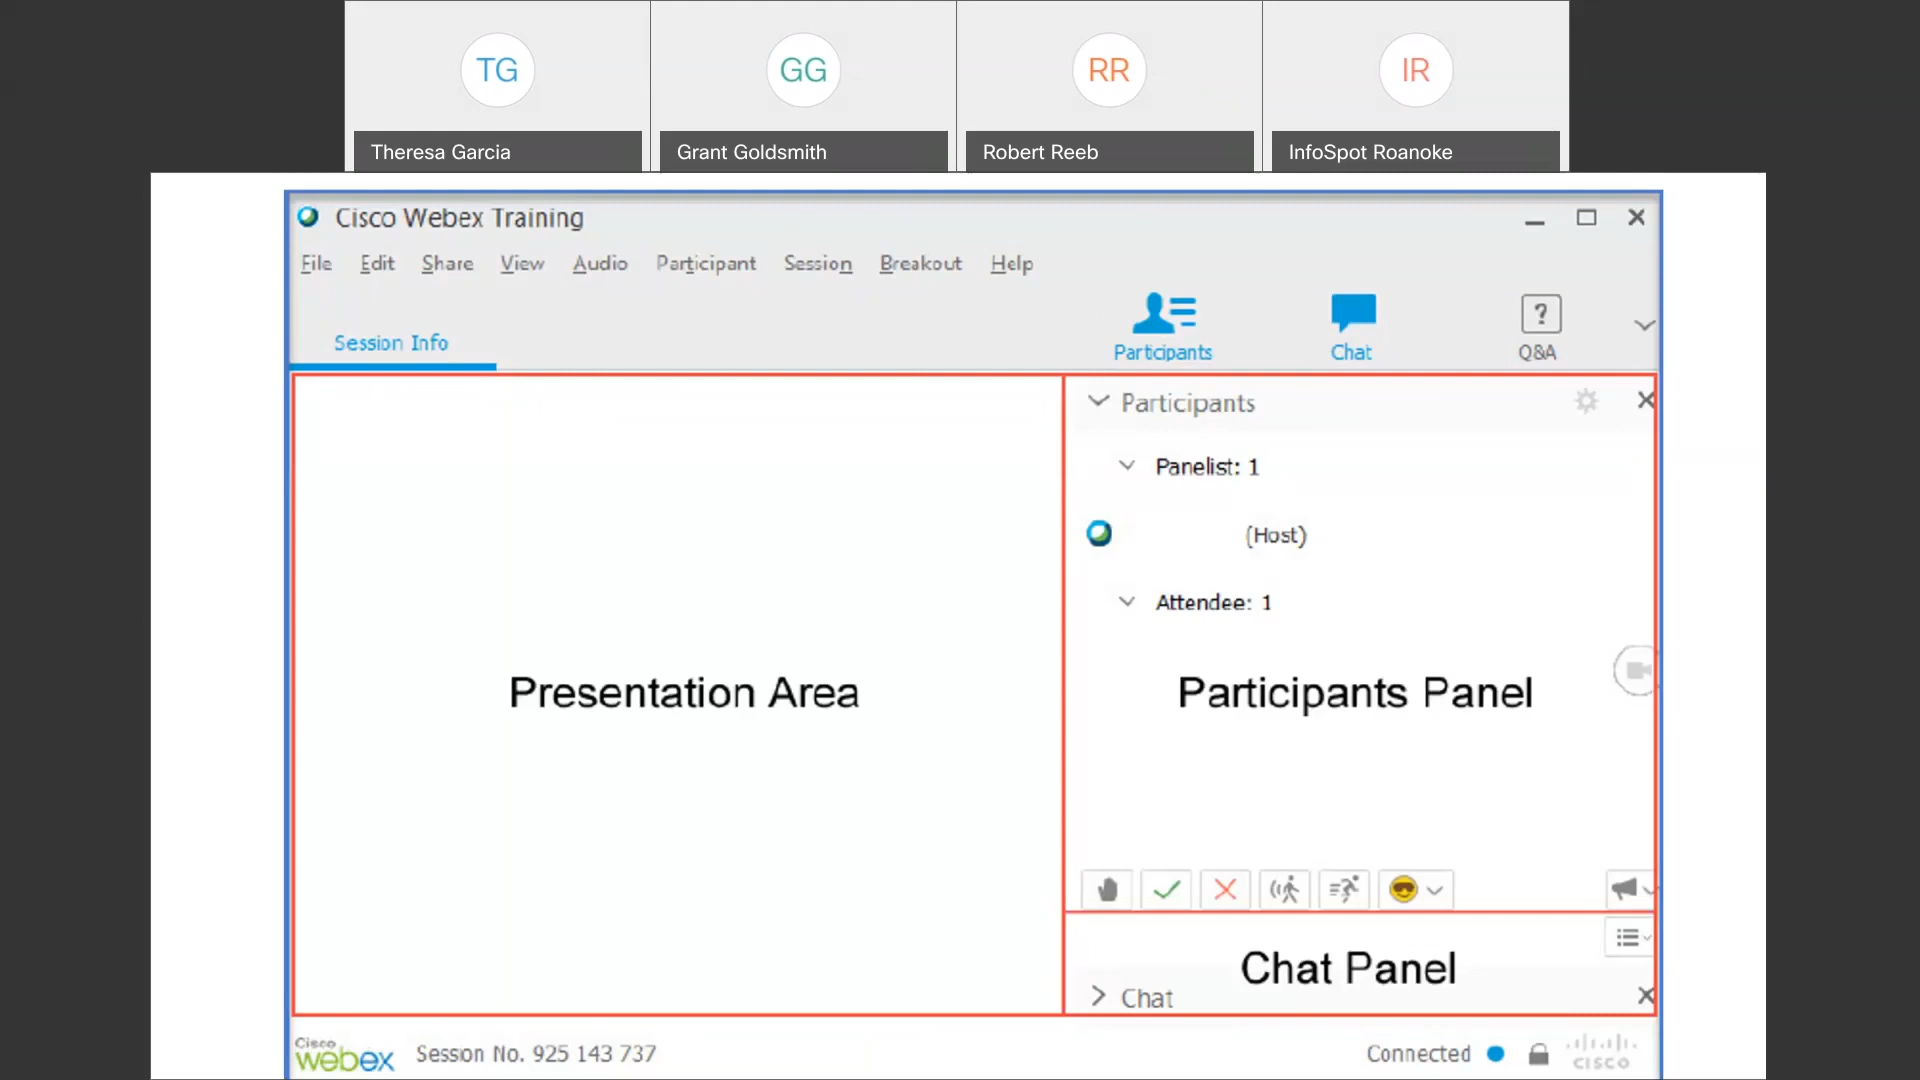 TG GG RR IR
Theresa Garcia Grant Goldsmith Robert Reeb InfoSpot Roanoke
Cisco Webex Training
File Edit Share View Audio Participant Session Breakout Help
Session Info Participants Chat ? Q&A
Participants
Panelist: 1
(Host)
Attendee: 1
Presentation Area
Participants Panel
Chat Panel
Chat
Cisco webex Session No. 925 143 737 Connected CISCO